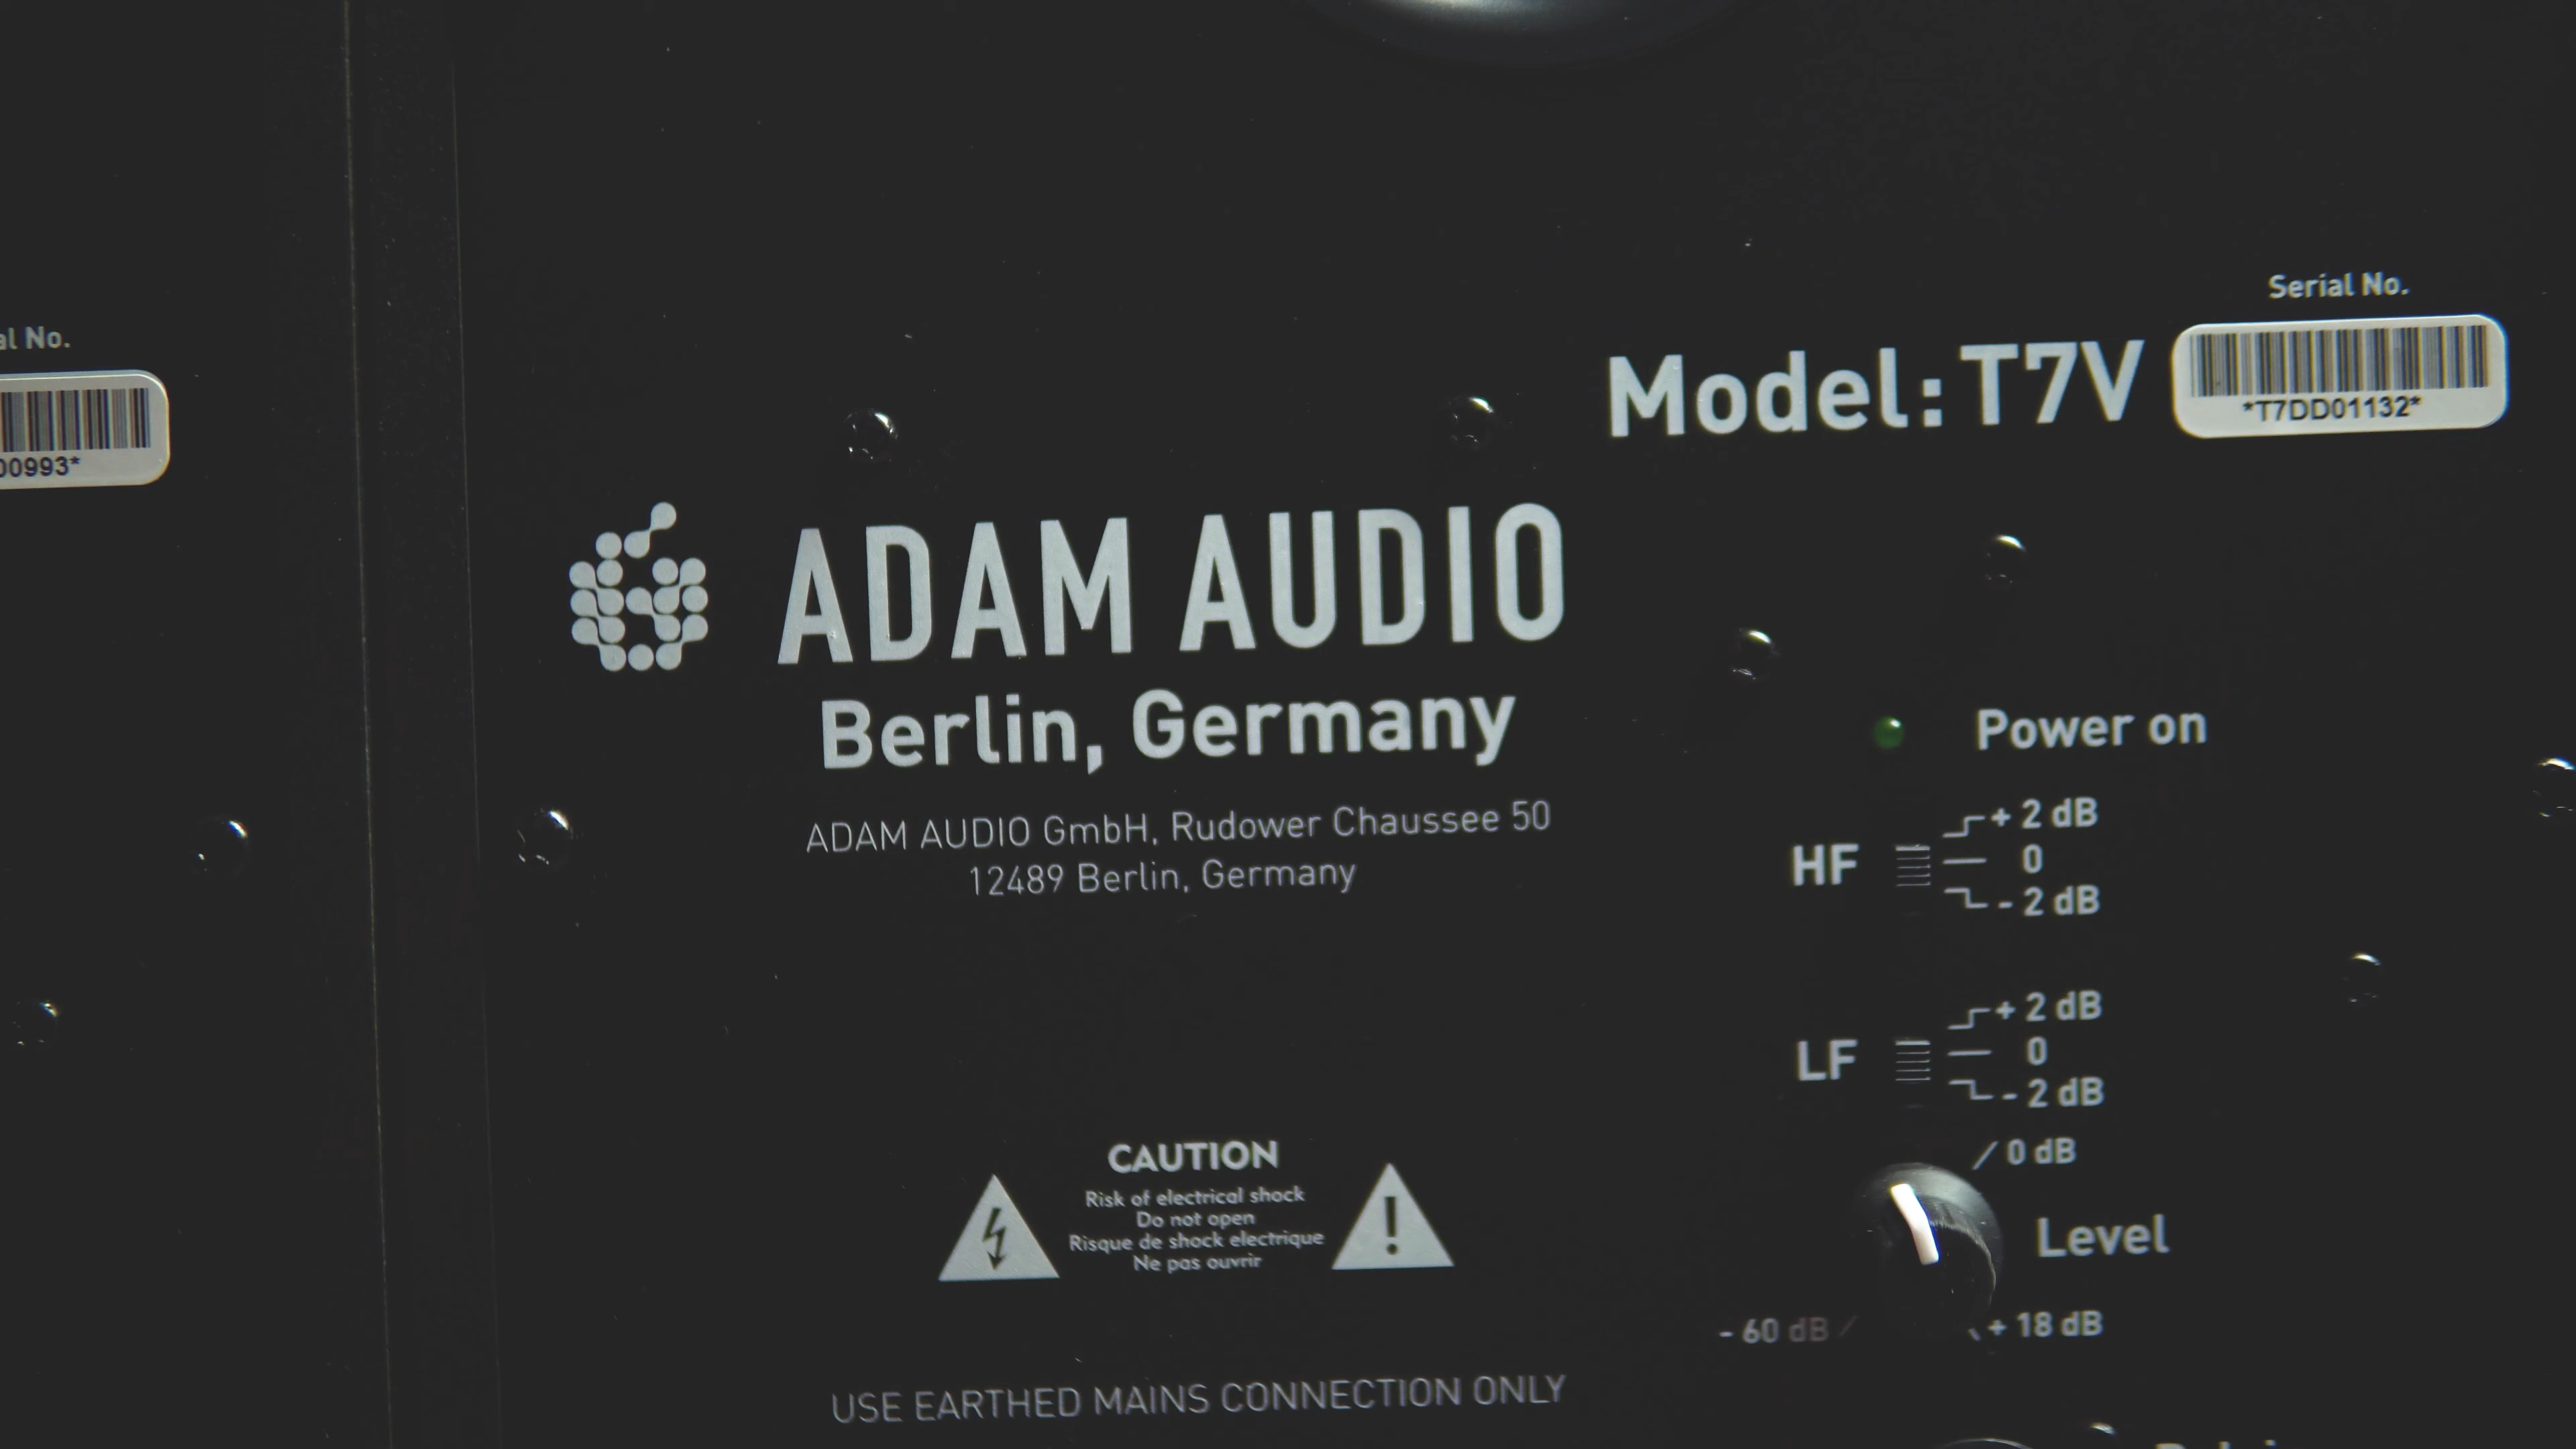 al No.
00993*
Serial No.
Model: T7V
*T7DD01132*
ADAM AUDIO
Berlin, Germany
ADAM AUDIO GmbH, Rudower Chaussee 50
12489 Berlin, Germany
Power on
+ 2 dB
HF 0
- 2 dB
+ 2 dB
LF 0
- 2 dB
0 dB
Level
- 60 dB
+ 18 dB
CAUTION
Risk of electrical shock
Do not open
Risque de shock electrique
Ne pas ouvrir
USE EARTHED MAINS CONNECTION ONLY